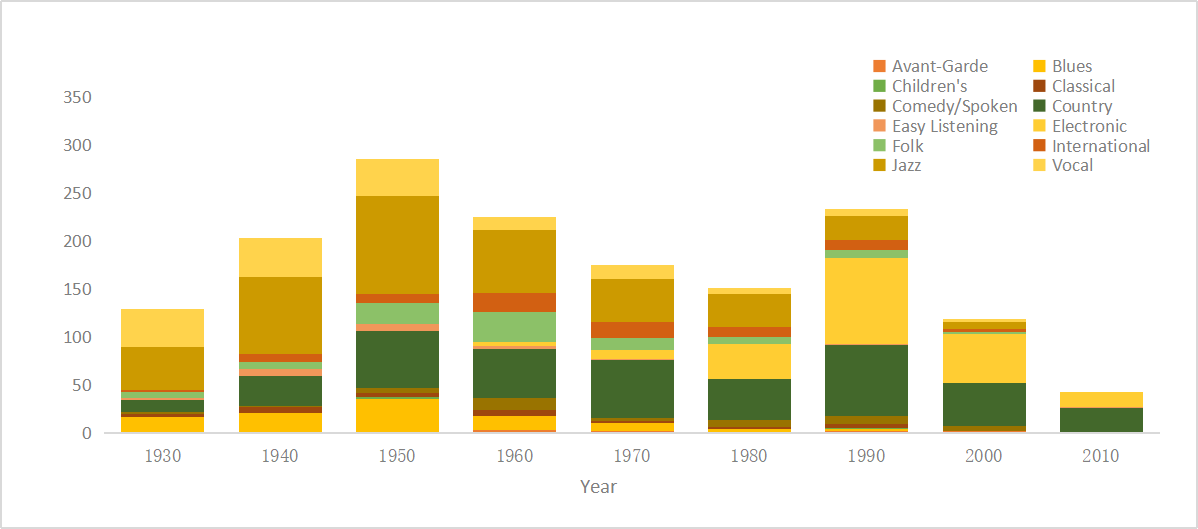 Avant-Garde Blues
Children's Classical
Comedy/Spoken Country
Easy Listening Electronic
Folk International
Jazz Vocal
350
300
250
200
150
100
50
0
1930 1940 1950 1960 1970 1980 1990 2000 2010
Year